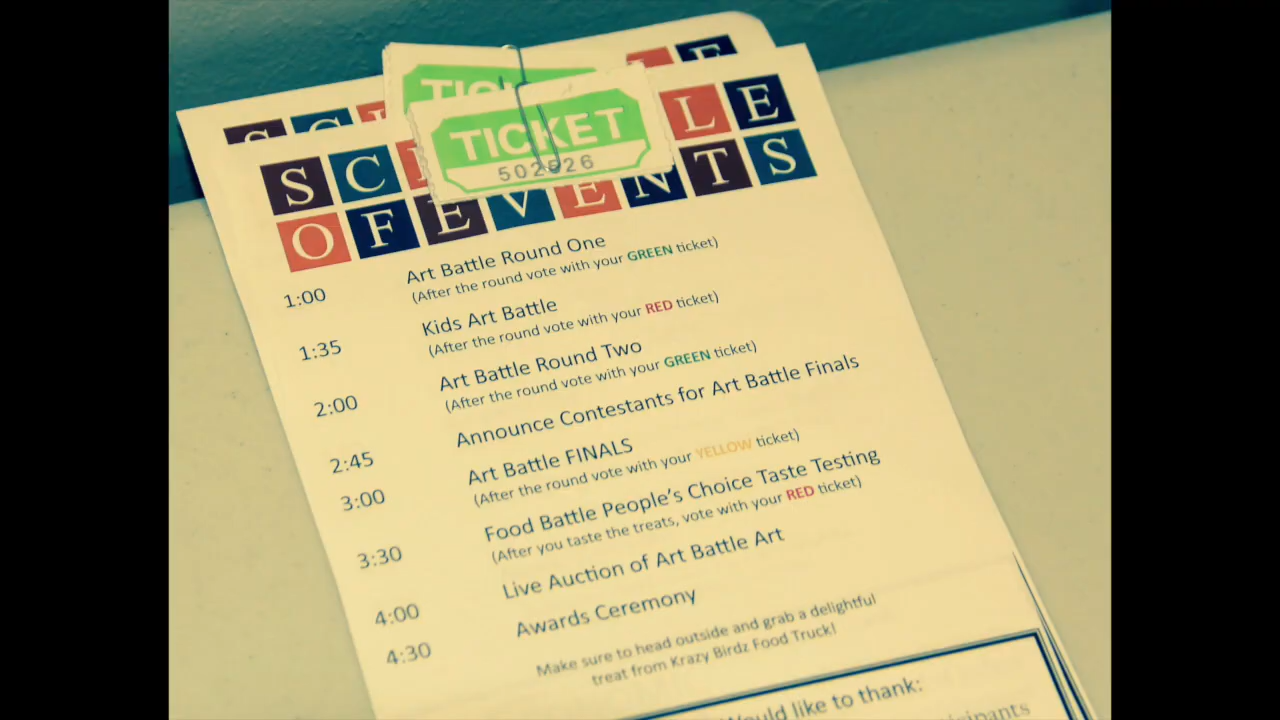 TICKET
502526
SC LE
OF EVENTS
1:00 Art Battle Round One
(After the round vote with your GREEN ticket)
1:35 Kids Art Battle
(After the round vote with your RED ticket)
2:00 Art Battle Round Two
(After the round vote with your GREEN ticket)
2:45 Announce Contestants for Art Battle Finals
3:00 Art Battle FINALS
(After the round vote with your YELLOW ticket)
3:30 Food Battle People's Choice Taste Testing
(After you taste the treats, vote with your RED ticket)
4:00 Live Auction of Art Battle Art
4:30 Awards Ceremony
Make sure to head outside and grab a delightful
treat from Krazy Birdz Food Truck!
like to thank: